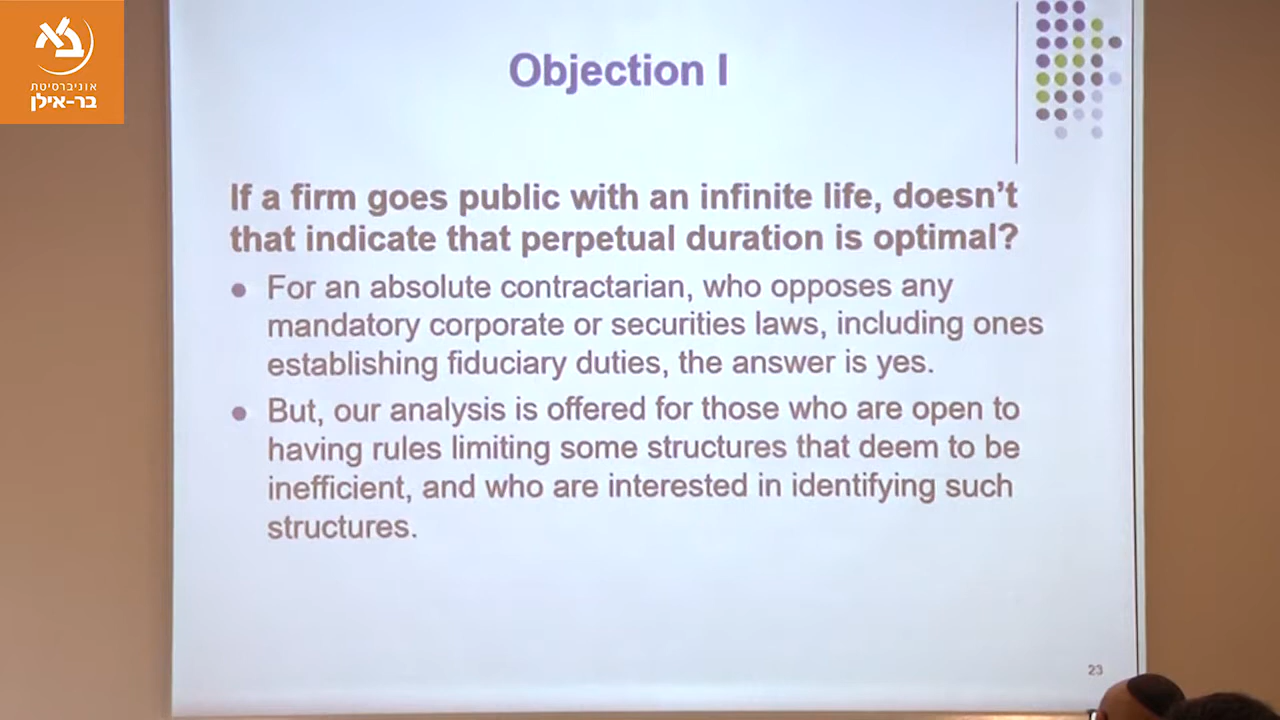 אוניברסיטת
בר-אילן
Objection I
If a firm goes public with an infinite life, doesn't
that indicate that perpetual duration is optimal?
● For an absolute contractarian, who opposes any
mandatory corporate or securities laws, including ones
establishing fiduciary duties, the answer is yes.
● But, our analysis is offered for those who are open to
having rules limiting some structures that deem to be
inefficient, and who are interested in identifying such
structures.
23